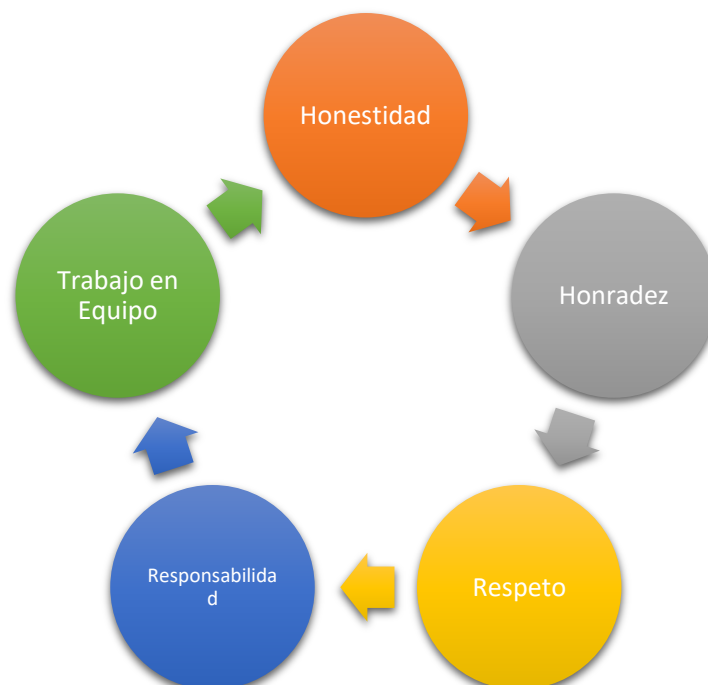 Honestidad
Honradez
Respeto
Responsabilida
d
Trabajo en
Equipo